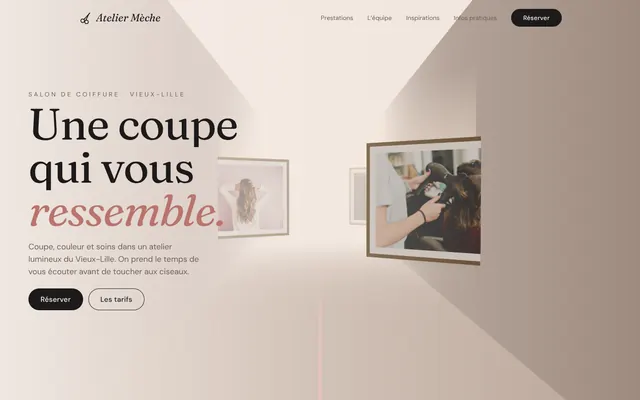 Atelier Mèche
Prestations
L'équipe
Inspirations
Infos pratiques
Réserver
SALON DE COIFFURE VIEUX-LILLE
Une coupe
qui vous
ressemble.
Coupe, couleur et soins dans un atelier
lumineux du Vieux-Lille. On prend le temps de
vous écouter avant de toucher aux ciseaux.
Réserver
Les tarifs